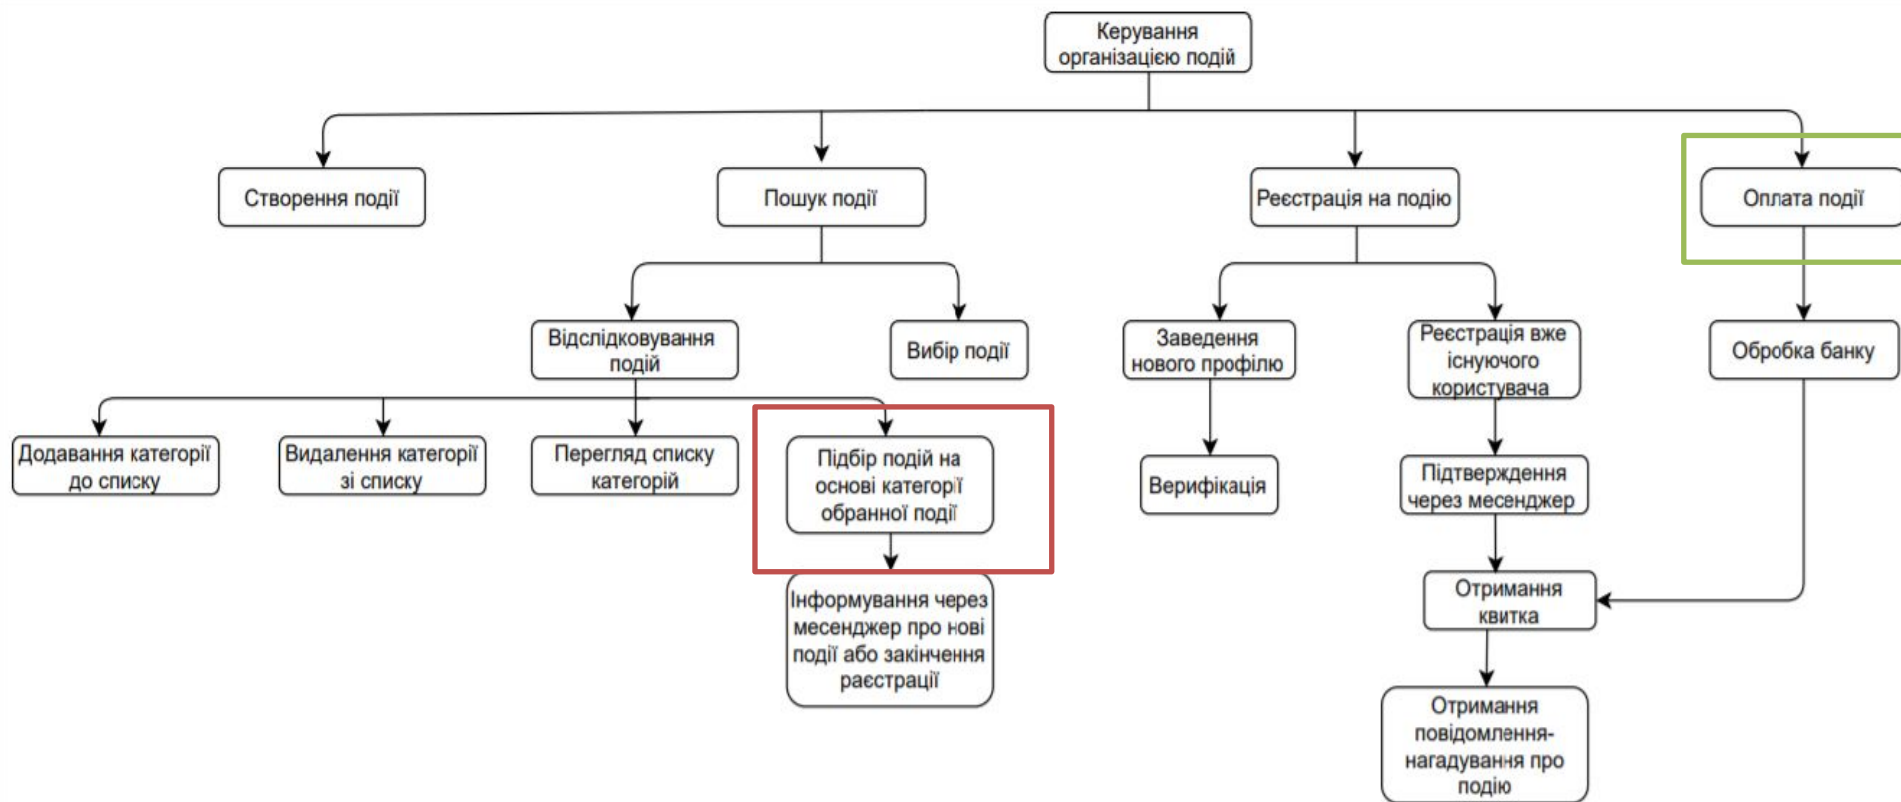 Керування
організацією подій
Створення події
Пошук події
Реєстрація на подію
Оплата події
Відслідковування
подій
Вибір події
Заведення
нового профілю
Реєстрація вже
існуючого
користувача
Обробка банку
Додавання категорії
до списку
Видалення категорії
зі списку
Перегляд списку
категорій
Підбір подій на
основі категорії
обранної події
Верифікація
Підтвердження
через месенджер
Інформування через
месенджер про нові
події або закінчення
раєстрації
Отримання
квитка
Отримання
повідомлення-
нагадування про
подію